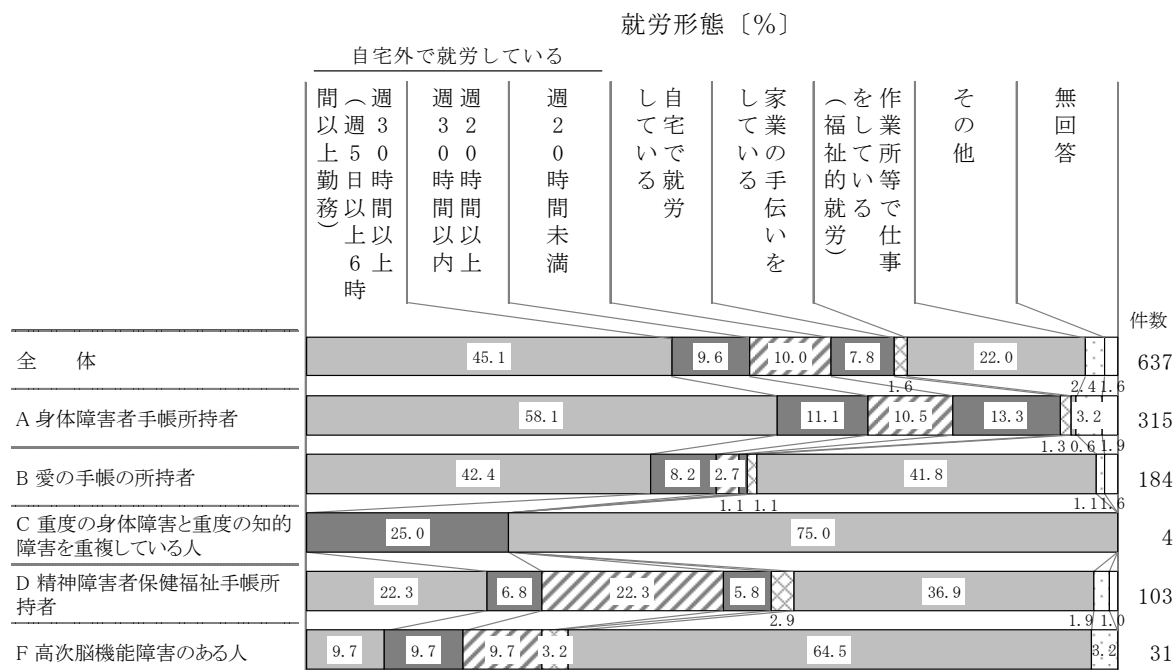 就労形態〔%〕
自宅外で就労している
週30時間以上
(週5日以上6時
間以上勤務)
週20時間以上
週30時間以内
週20時間未満
自宅で就労
している
家業の手伝いを
している
作業所等で仕事
をしている
(福祉的就労)
その他
無回答
件数
全 体
45.1
9.6
10.0
7.8
1.6
22.0
2.4
1.6
637
A 身体障害者手帳所持者
58.1
11.1
10.5
13.3
1.3
0.6
3.2
1.9
315
B 愛の手帳の所持者
42.4
8.2
2.7
1.1
1.1
41.8
1.1
1.6
184
C 重度の身体障害と重度の知的
障害を重複している人
25.0
75.0
4
D 精神障害者保健福祉手帳所
持者
22.3
6.8
22.3
5.8
2.9
36.9
1.9
1.0
103
F 高次脳機能障害のある人
9.7
9.7
9.7
3.2
64.5
3.2
31